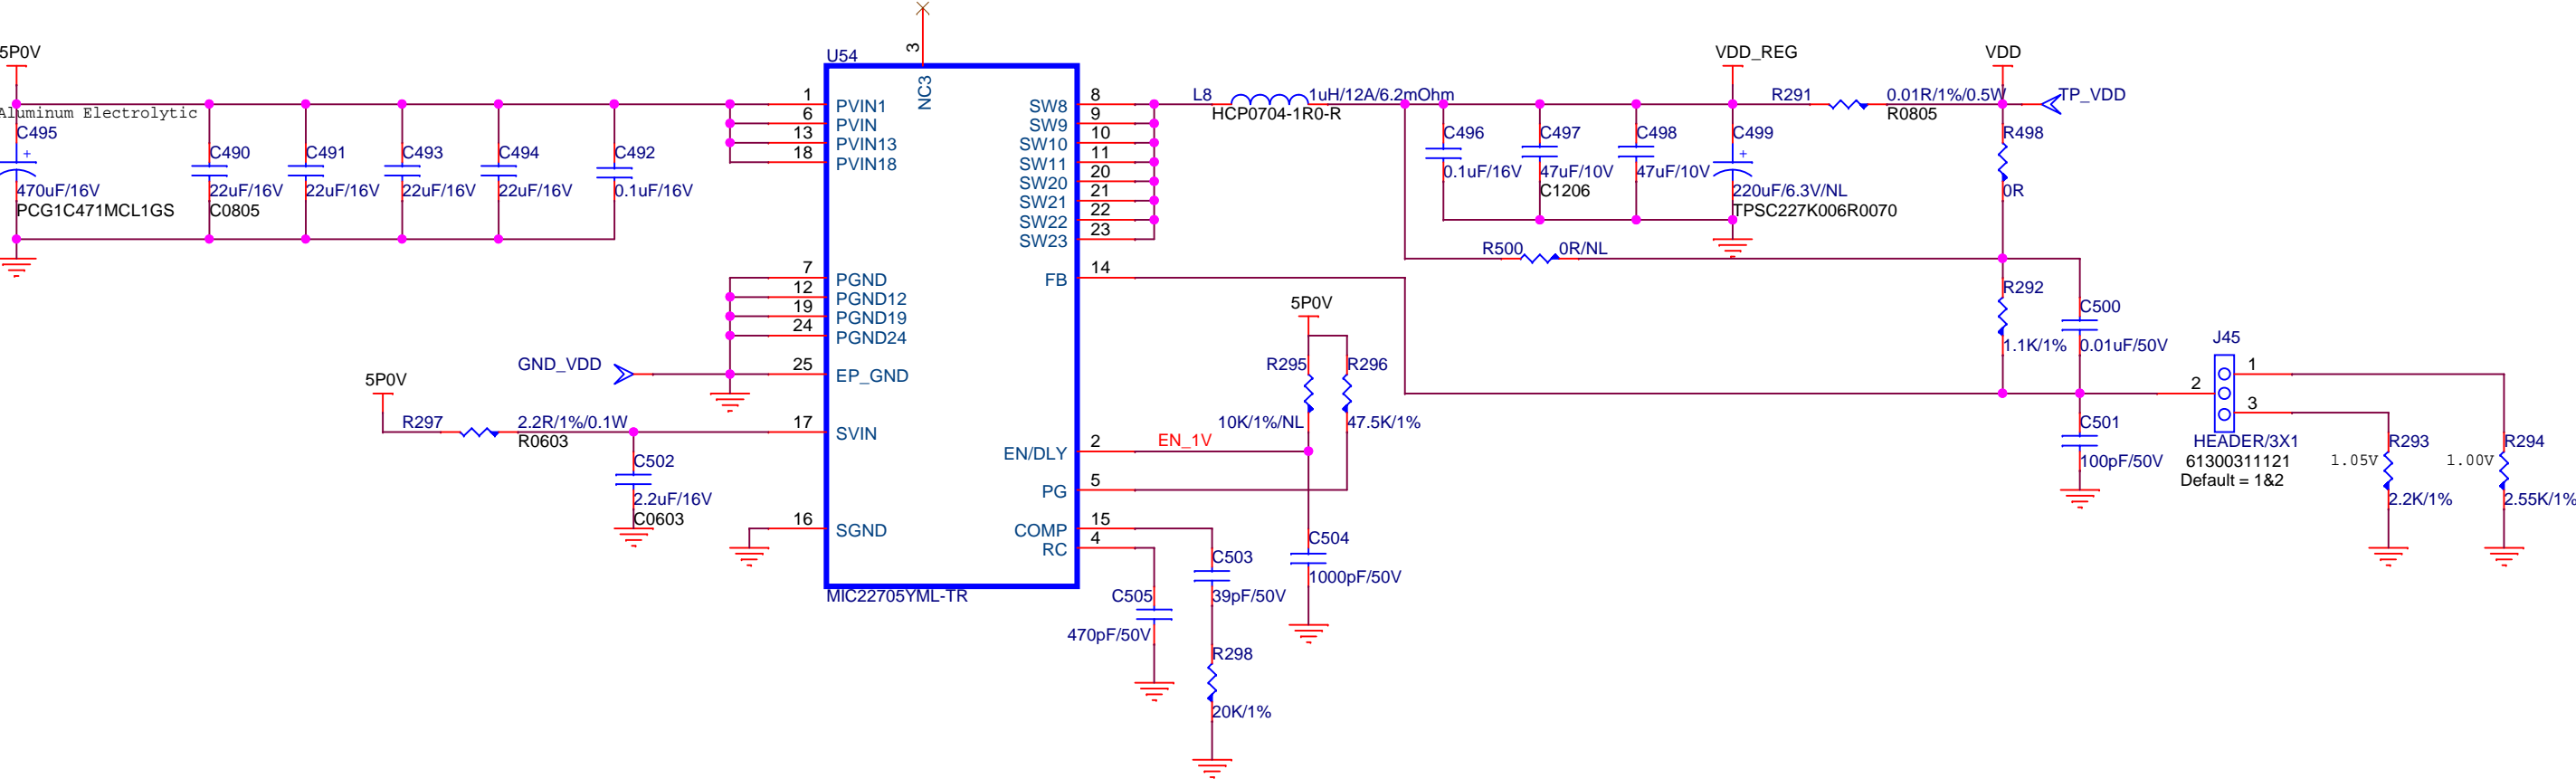 5P0V
Aluminum Electrolytic
C495
+
470uF/16V
PCG1C471MCL1GS
C490
22uF/16V
C0805
C491
22uF/16V
C493
22uF/16V
C494
22uF/16V
C492
0.1uF/16V
U54
3
NC3
1
PVIN1
6
PVIN
13
PVIN13
18
PVIN18
7
PGND
12
PGND12
19
PGND19
24
PGND24
GND_VDD
25
EP_GND
5P0V
R297
2.2R/1%/0.1W
R0603
17
SVIN
C502
2.2uF/16V
C0603
16
SGND
MIC22705YML-TR
SW8
8
SW9
9
SW10
10
SW11
11
SW20
20
SW21
21
SW22
22
SW23
23
FB
14
EN/DLY
2
EN_1V
PG
5
COMP
15
RC
4
L8
1uH/12A/6.2mOhm
HCP0704-1R0-R
C496
0.1uF/16V
C497
47uF/10V
C1206
C498
47uF/10V
VDD_REG
C499
+
220uF/6.3V/NL
TPSC227K006R0070
R291
0.01R/1%/0.5W
R0805
VDD
TP_VDD
R498
0R
R500
0R/NL
R292
1.1K/1%
C500
0.01uF/50V
C501
100pF/50V
5P0V
R295
10K/1%/NL
R296
47.5K/1%
C504
1000pF/50V
C503
39pF/50V
C505
470pF/50V
R298
20K/1%
J45
1
2
3
HEADER/3X1
61300311121
Default = 1&2
1.05V
R293
2.2K/1%
1.00V
R294
2.55K/1%